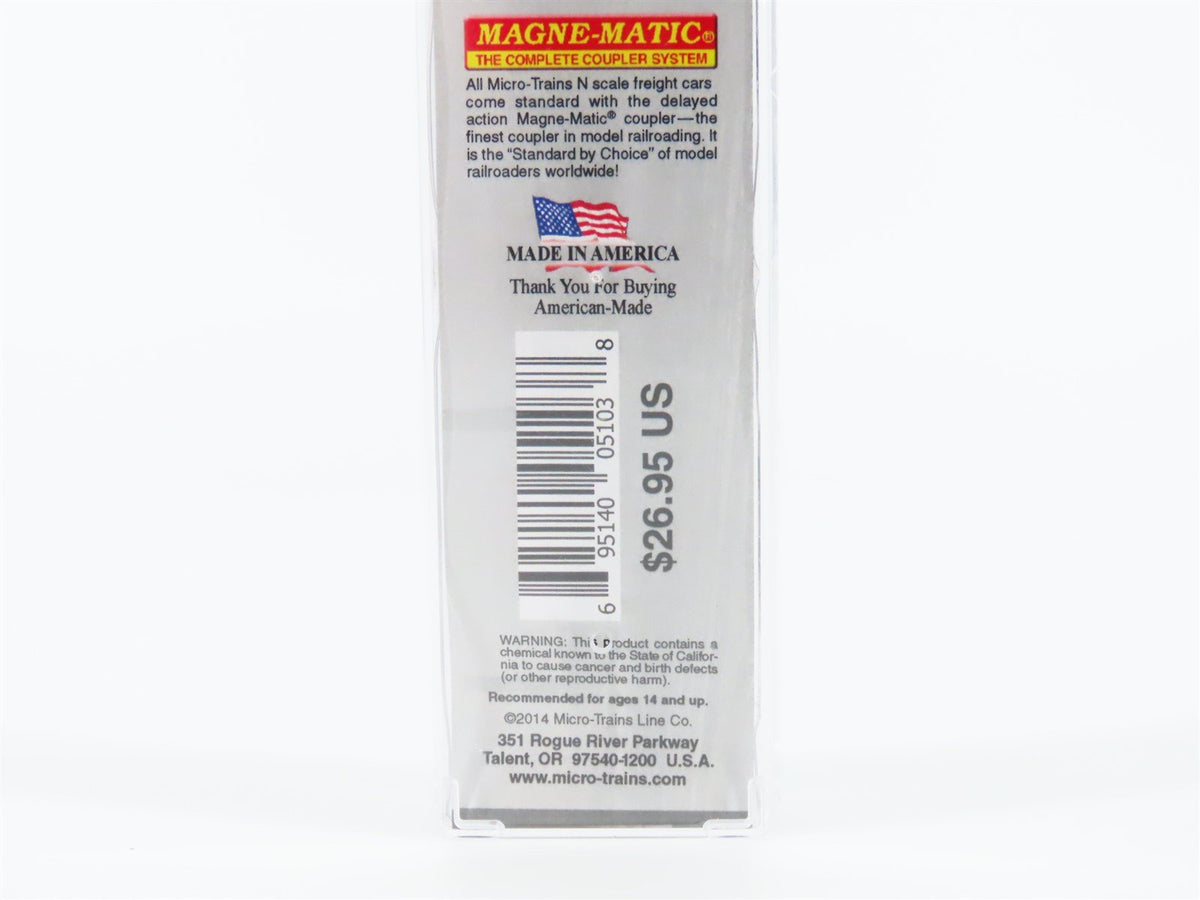 MAGNE-MATIC®
THE COMPLETE COUPLER SYSTEM
All Micro-Trains N scale freight cars
come standard with the delayed
action Magne-Matic® coupler—the
finest coupler in model railroading. It
is the “Standard by Choice” of model
railroaders worldwide!
MADE IN AMERICA
Thank You For Buying
American-Made
6 95140 05103 8
$26.95 US
WARNING: This product contains a
chemical known to the State of Califor-
nia to cause cancer and birth defects
(or other reproductive harm).
Recommended for ages 14 and up.
©2014 Micro-Trains Line Co.
351 Rogue River Parkway
Talent, OR 97540-1200 U.S.A.
www.micro-trains.com